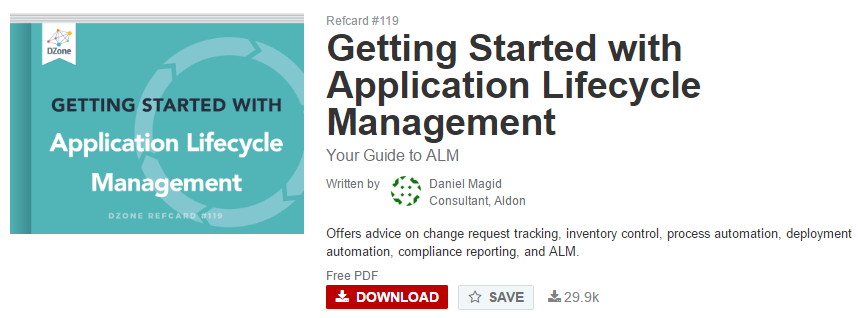 DZone
GETTING STARTED WITH
Application Lifecycle
Management
DZONE REFCARD #119
Refcard #119
Getting Started with
Application Lifecycle
Management
Your Guide to ALM
Written by
Daniel Magid
Consultant, Aldon
Offers advice on change request tracking, inventory control, process automation, deployment
automation, compliance reporting, and ALM.
Free PDF
DOWNLOAD
SAVE
29.9k